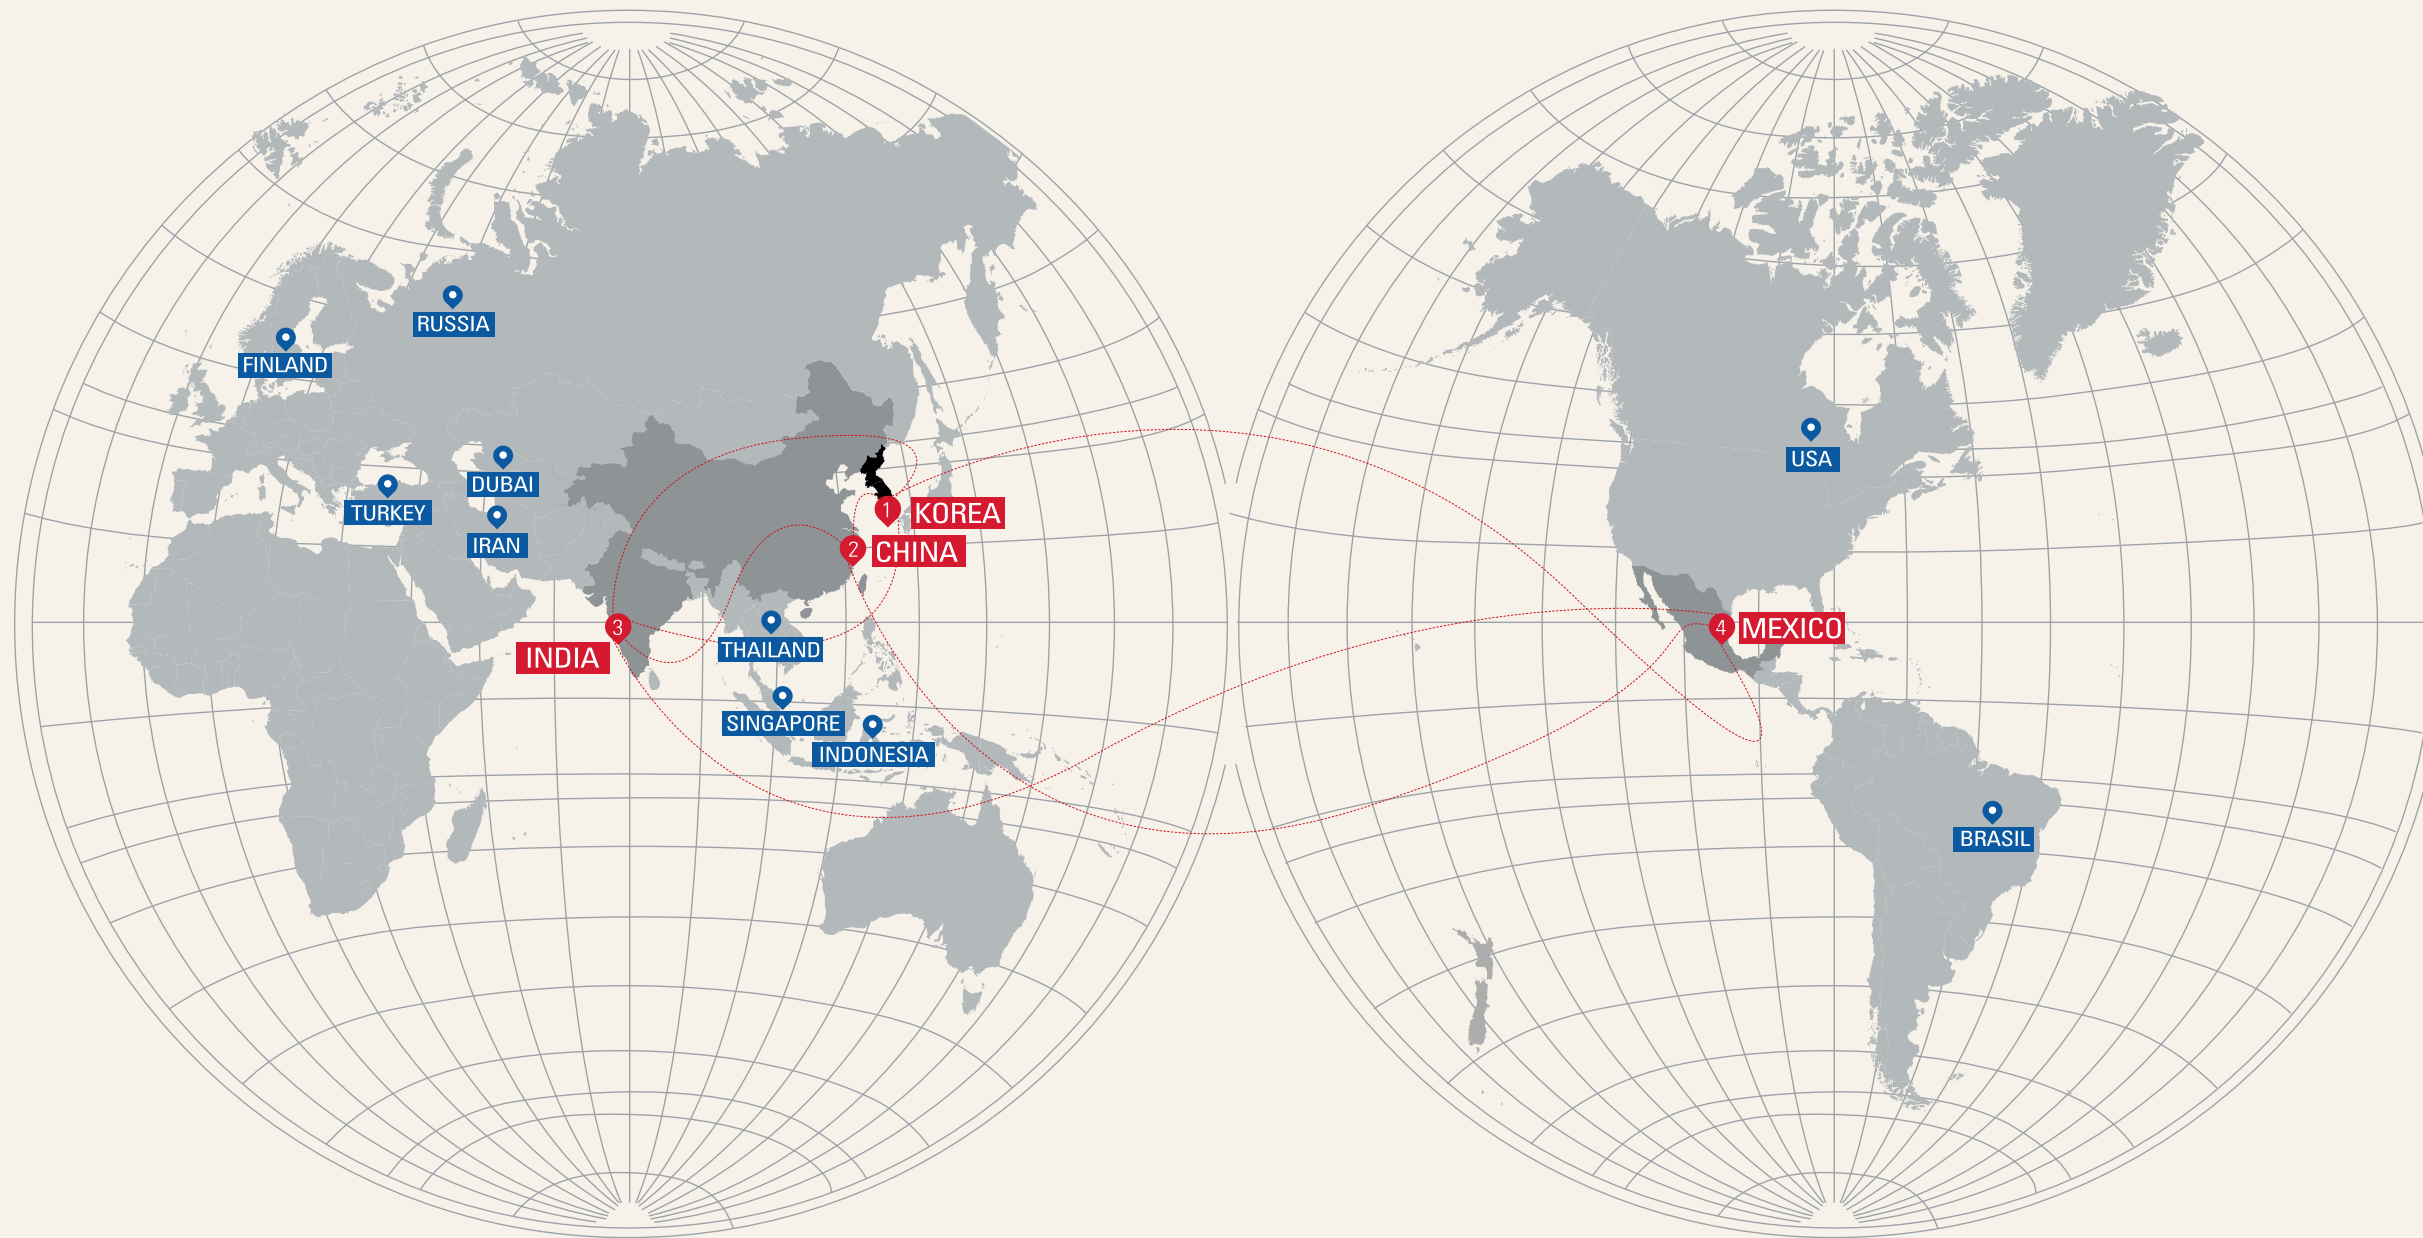 RUSSIA
FINLAND
DUBAI
TURKEY
IRAN
1 KOREA
2 CHINA
3
INDIA
THAILAND
SINGAPORE
INDONESIA
USA
4 MEXICO
BRASIL